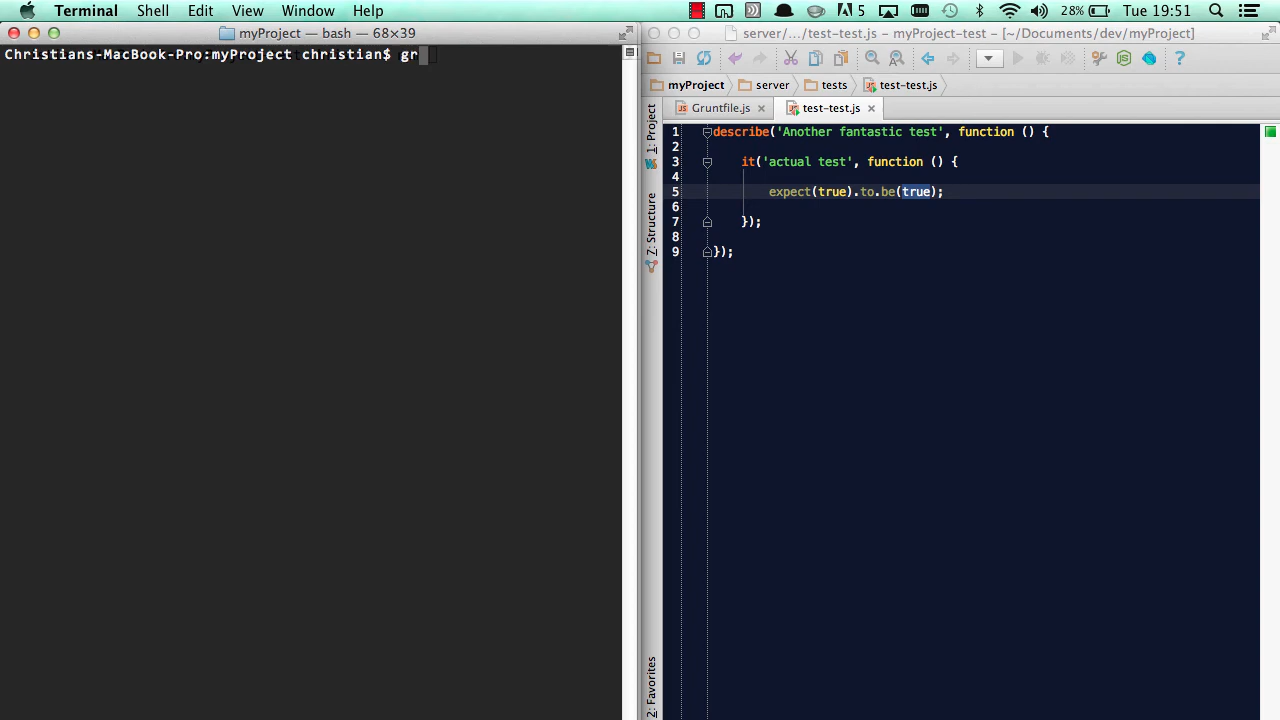 Terminal Shell Edit View Window Help
5 28% Tue 19:51
myProject — bash — 68×39
Christians-MacBook-Pro:myProject christian$ gr
server/.../test-test.js - myProject-test - [~/Documents/dev/myProject]
myProject server tests test-test.js
Gruntfile.js test-test.js
1: Project
7: Structure
2: Favorites
1 describe('Another fantastic test', function () {
2
3 it('actual test', function () {
4
5 expect(true).to.be(true);
6
7 });
8
9 });